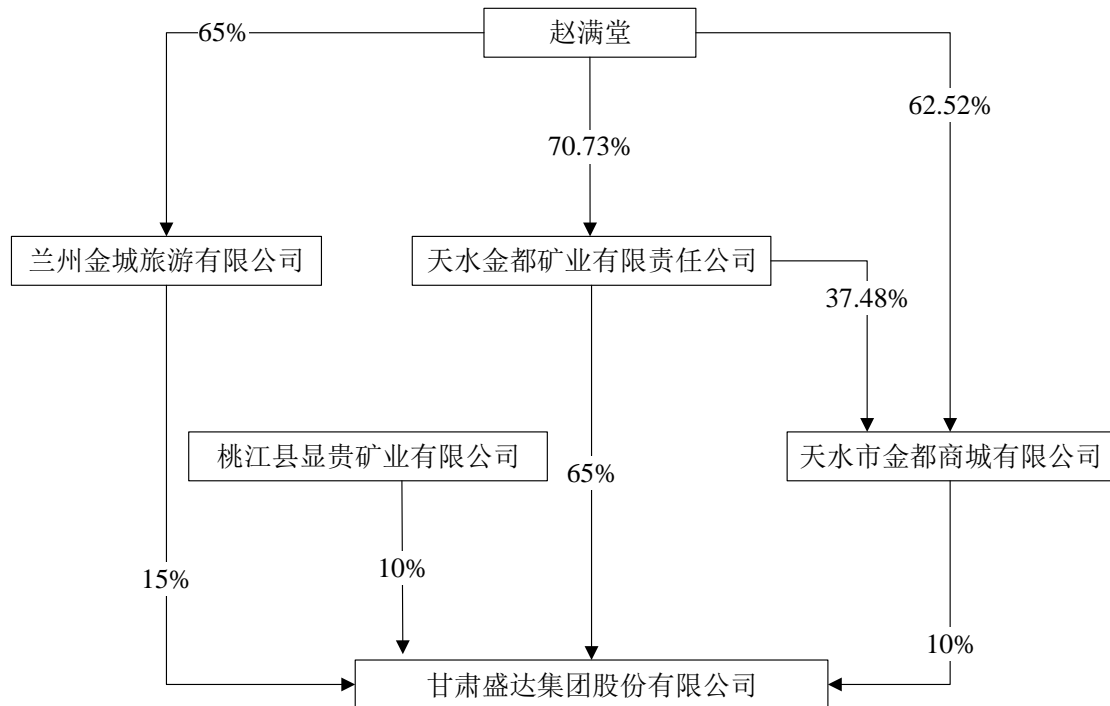 65%
赵满堂
62.52%
70.73%
兰州金城旅游有限公司
天水金都矿业有限责任公司
37.48%
桃江县显贵矿业有限公司
天水市金都商城有限公司
65%
15%
10%
10%
甘肃盛达集团股份有限公司